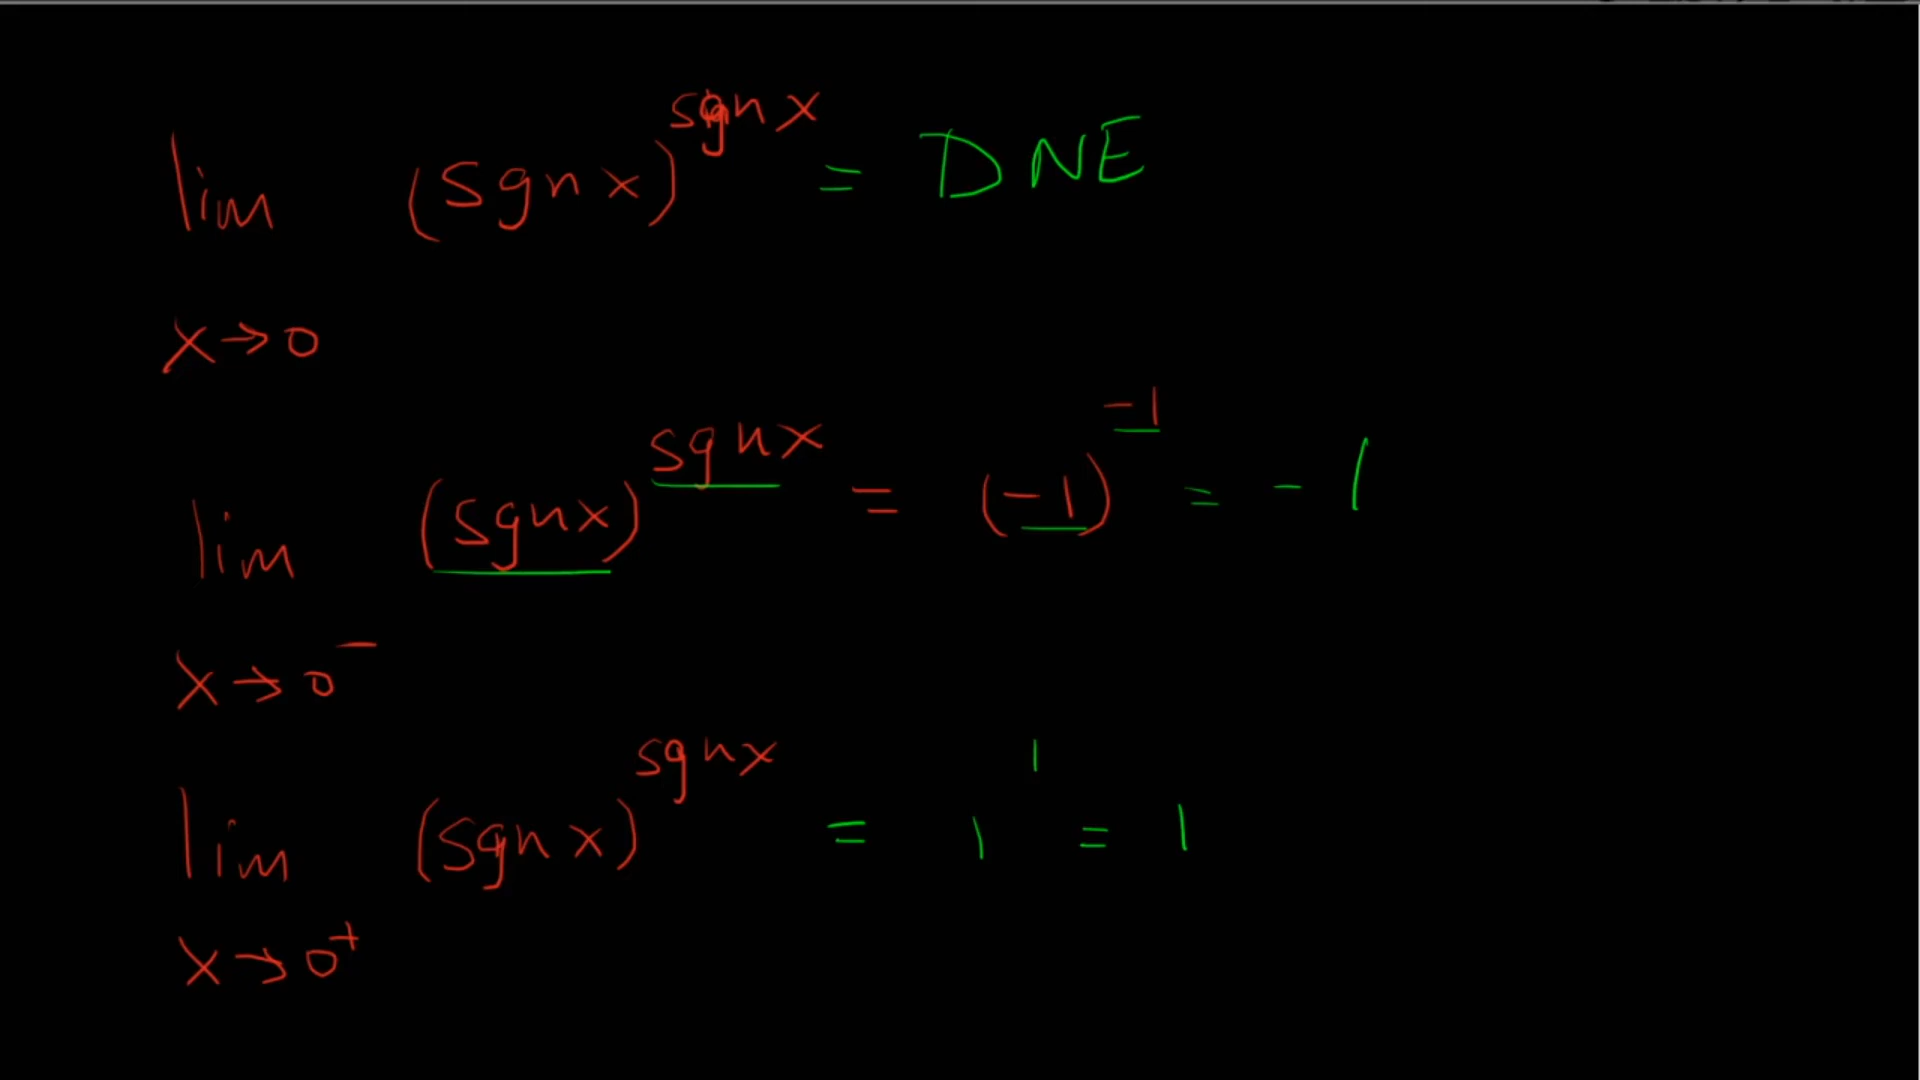 lim (sgn x)^sgn x = DNE
x→0
lim (sgn x)^sgn x = (-1)^-1 = -1
x→0^-
lim (sgn x)^sgn x = 1^1 = 1
x→0^+